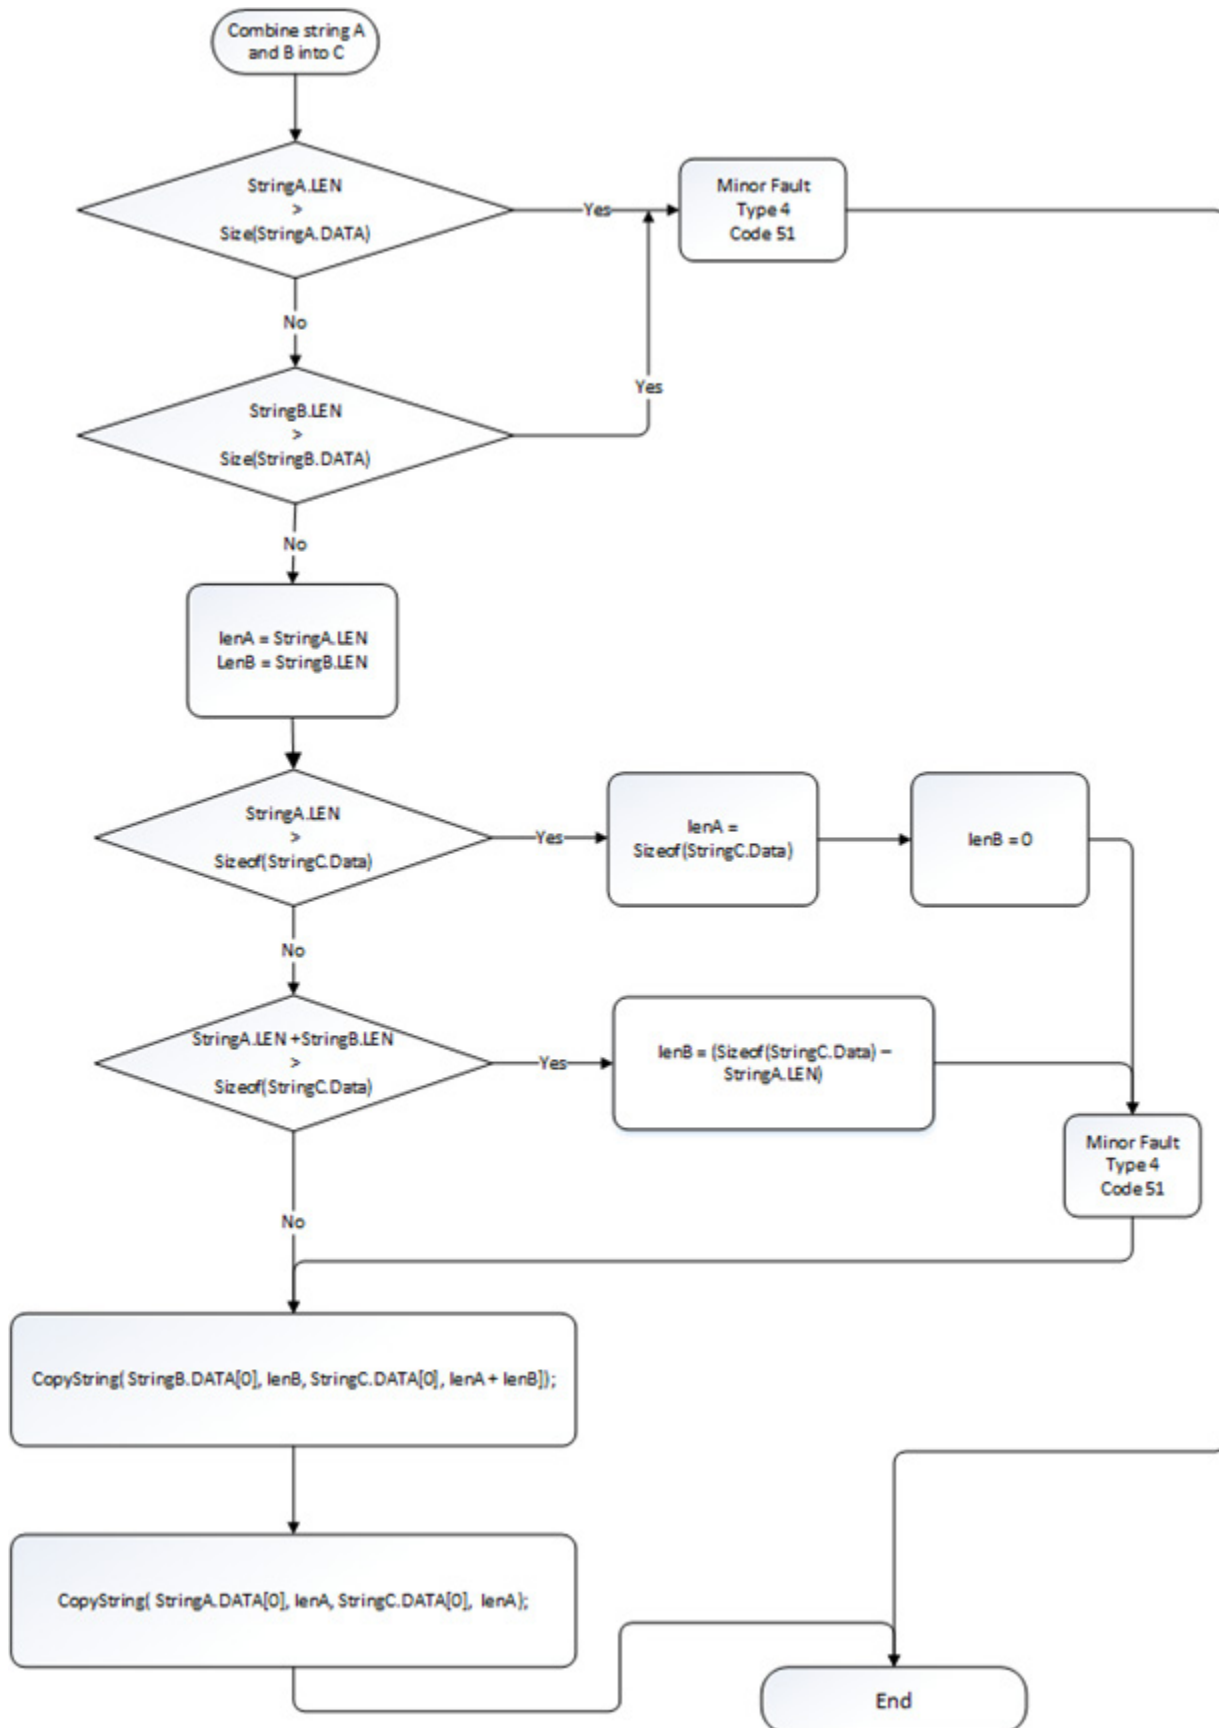 Combine string A
and B into C
StringA.LEN
>
Size(StringA.DATA)
Yes
Minor Fault
Type 4
Code 51
No
StringB.LEN
>
Size(StringB.DATA)
Yes
No
lenA = StringA.LEN
LenB = StringB.LEN
StringA.LEN
>
Sizeof(StringC.Data)
Yes
lenA =
Sizeof(StringC.Data)
lenB = 0
No
StringA.LEN +StringB.LEN
>
Sizeof(StringC.Data)
Yes
lenB = (Sizeof(StringC.Data) –
StringA.LEN)
Minor Fault
Type 4
Code 51
No
CopyString( StringB.DATA[0], lenB, StringC.DATA[0], lenA + lenB]);
CopyString( StringA.DATA[0], lenA, StringC.DATA[0], lenA);
End